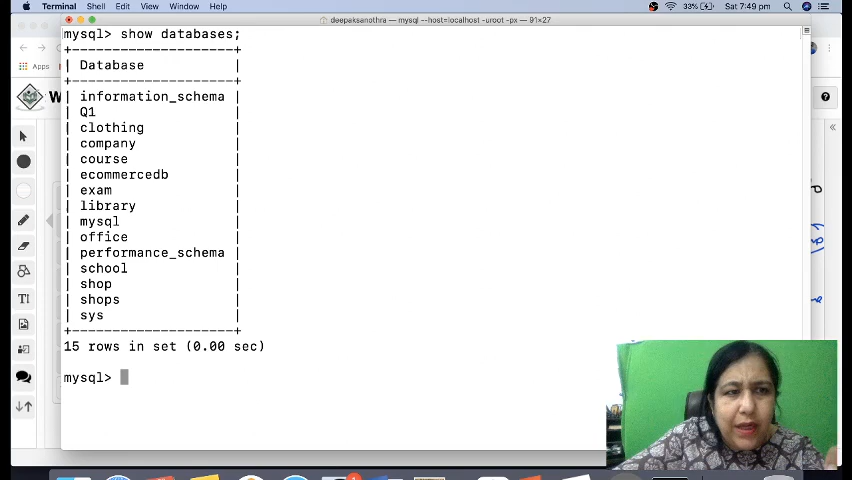 Terminal Shell Edit View Window Help 33% Sat 7:49 pm
deepaksanothra — mysql --host=localhost -uroot -px — 91×27
Apps
W
mysql> show databases;
+--------------------+
| Database           |
+--------------------+
| information_schema |
| Q1                 |
| clothing           |
| company            |
| course             |
| ecommercedb        |
| exam               |
| library            |
| mysql              |
| office             |
| performance_schema |
| school             |
| shop               |
| shops              |
| sys                |
+--------------------+
15 rows in set (0.00 sec)
mysql>